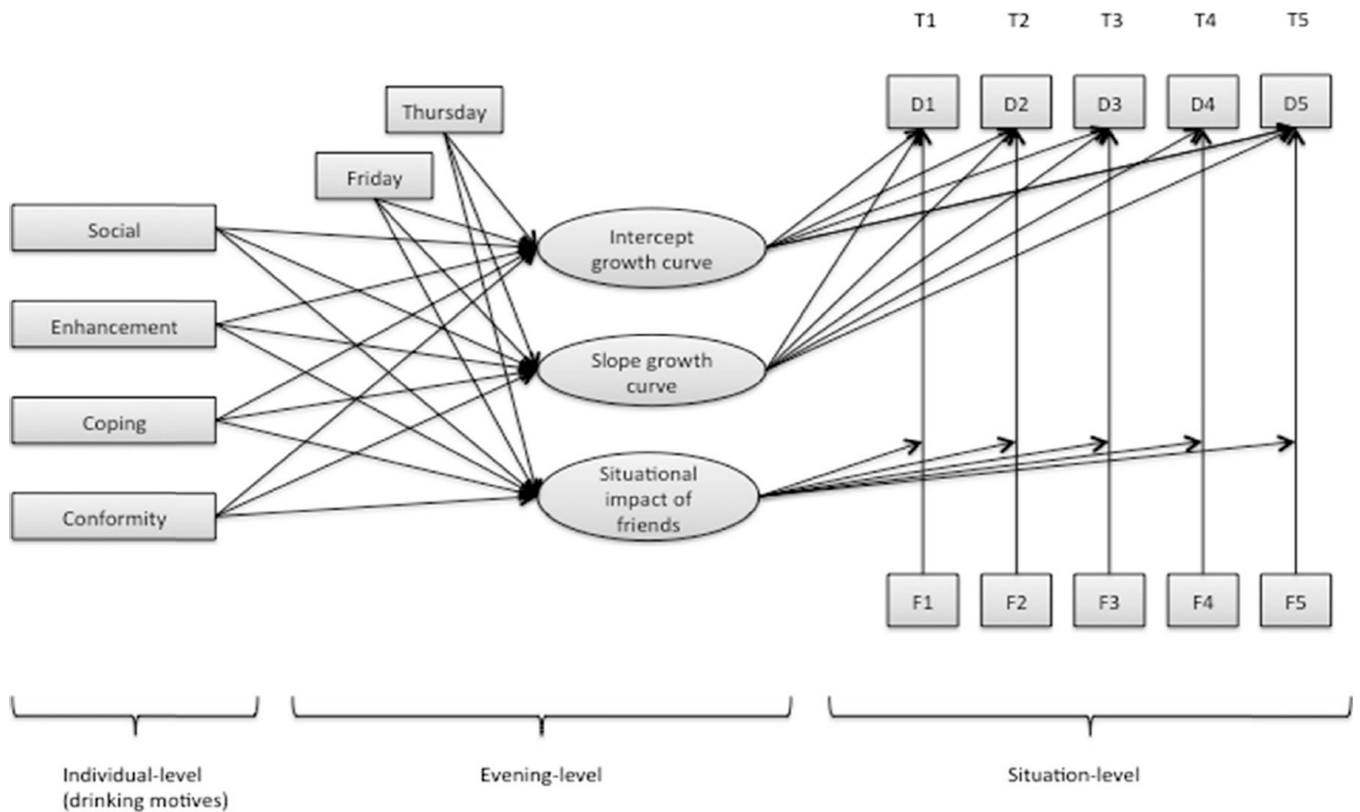 T1 T2 T3 T4 T5
D1 D2 D3 D4 D5
Thursday
Friday
Social
Enhancement
Coping
Conformity
Intercept
growth curve
Slope growth
curve
Situational
impact of
friends
F1 F2 F3 F4 F5
Individual-level
(drinking motives)
Evening-level
Situation-level